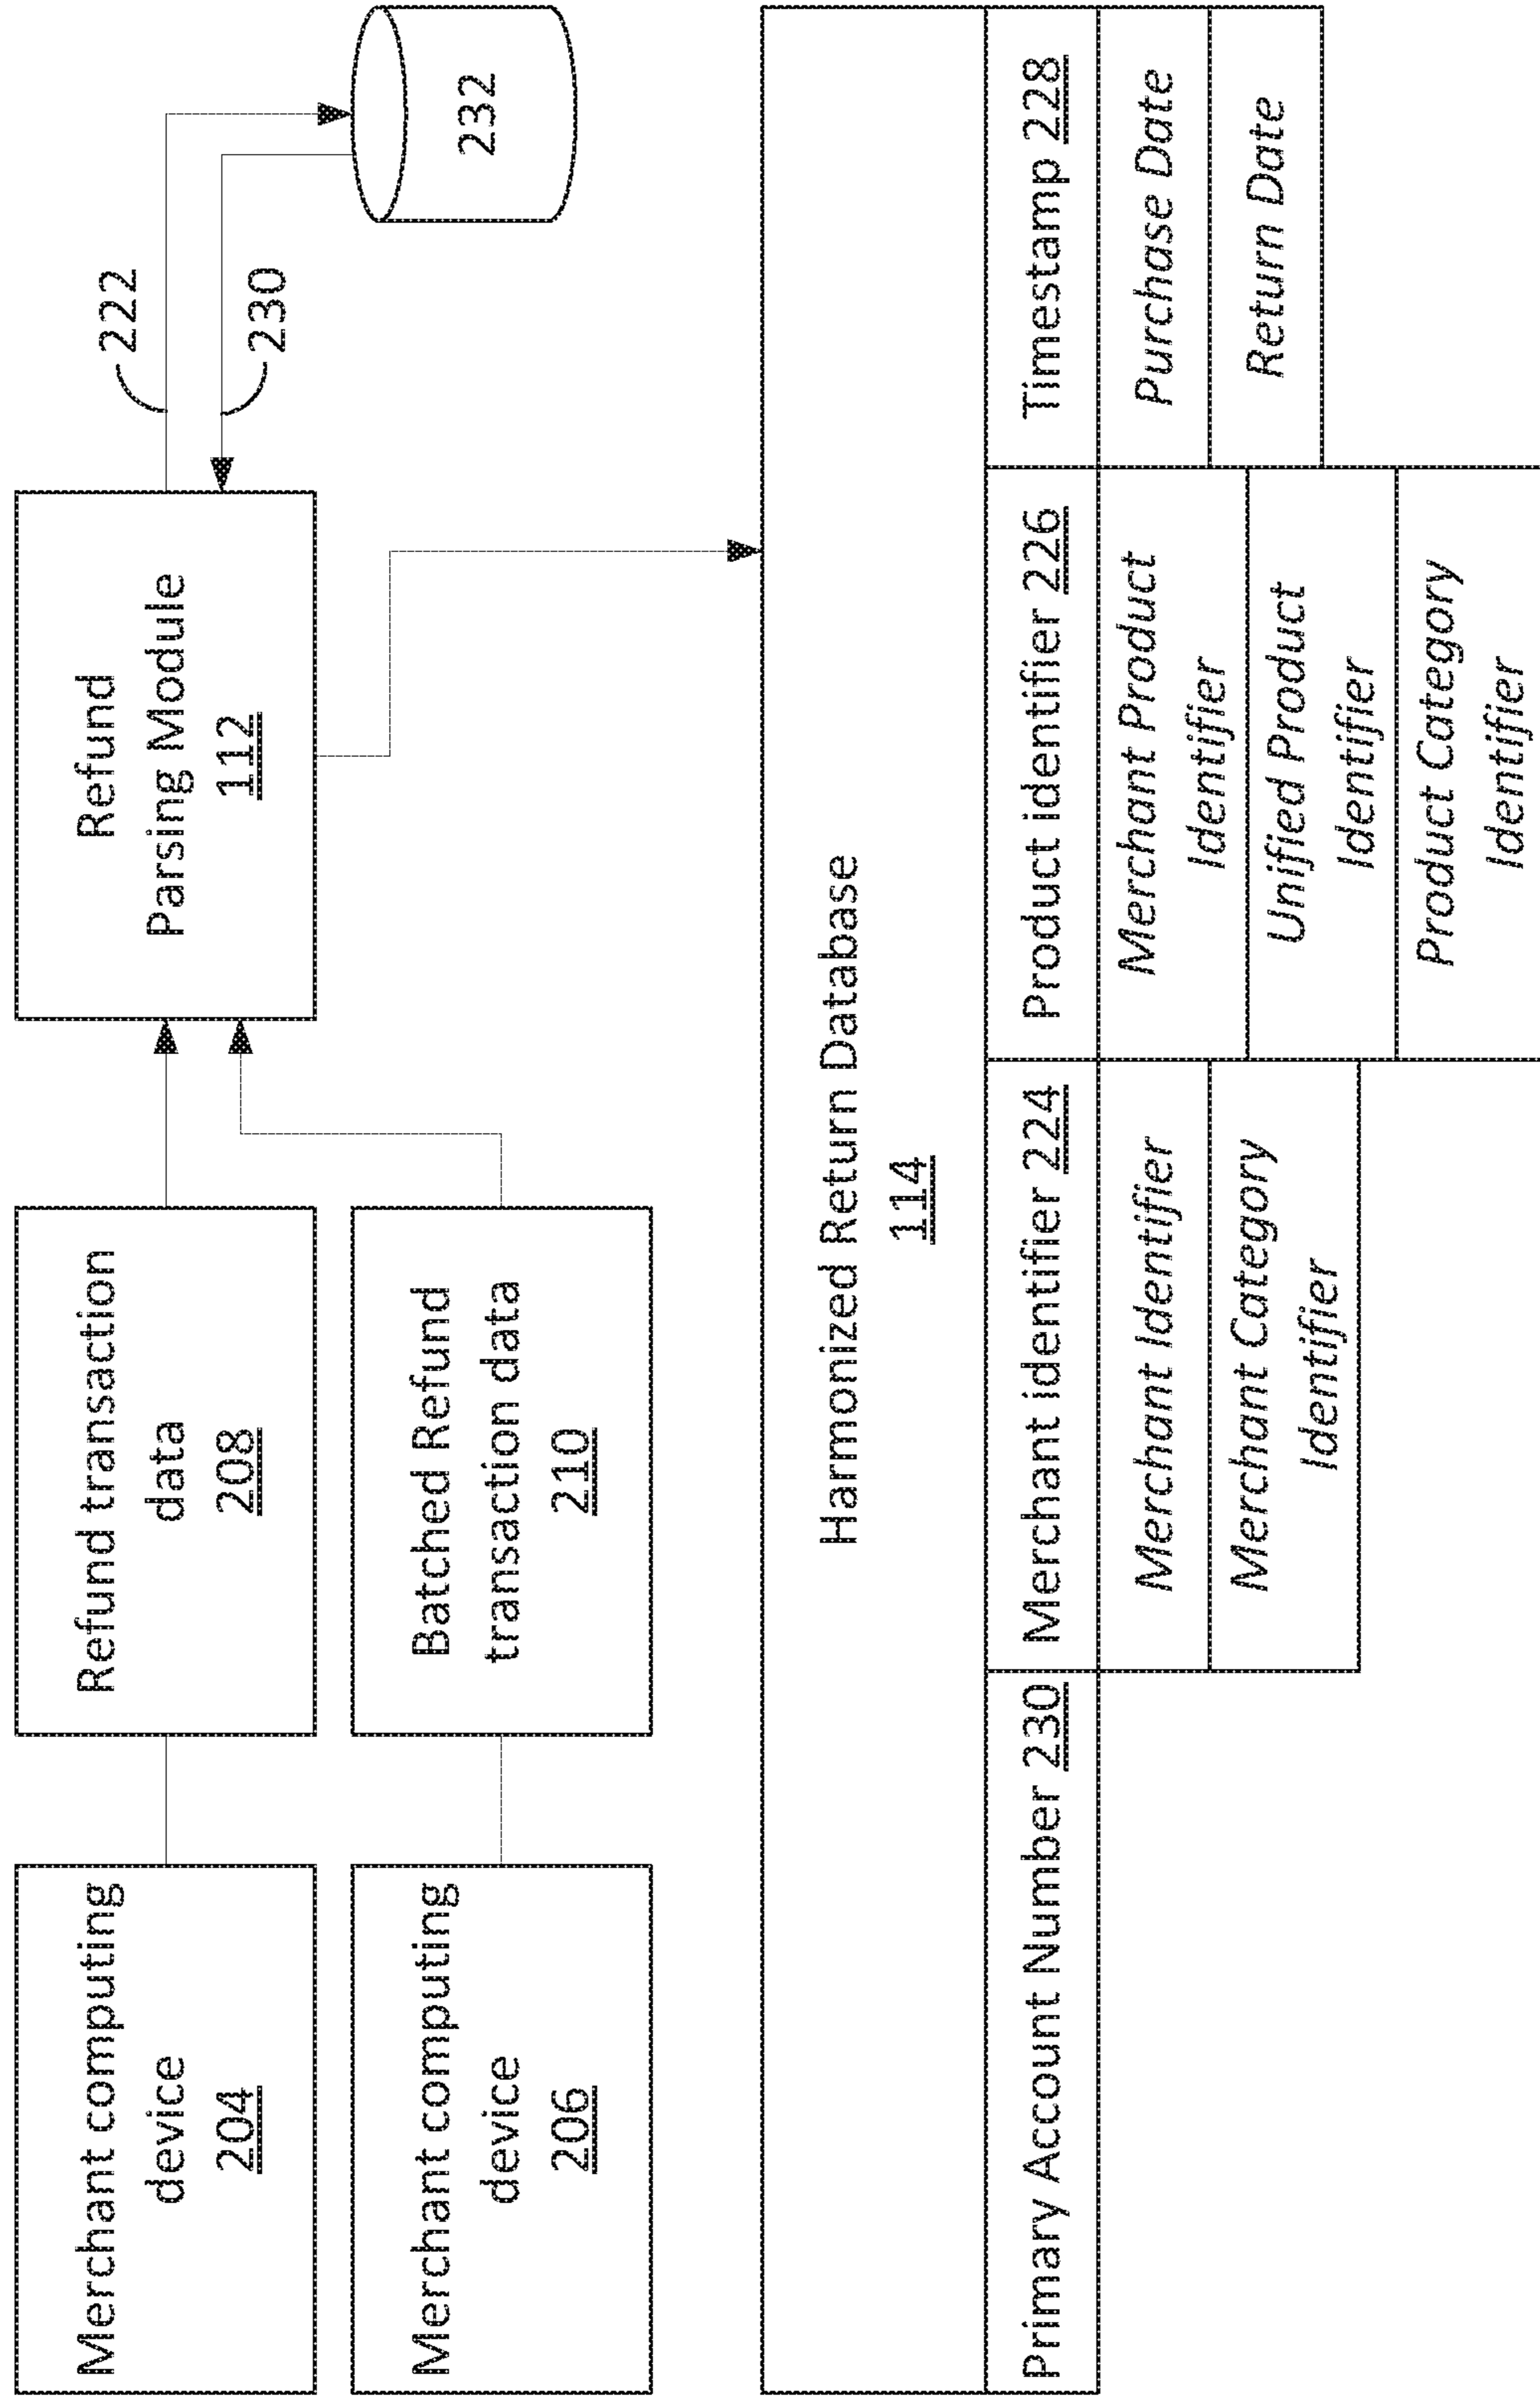 Merchant computing
device
204
Refund transaction
data
208
Refund
Parsing Module
112
222
230
232
Merchant computing
device
206
Batched Refund
transaction data
210
Harmonized Return Database
114
Primary Account Number 230
Merchant identifier 224
Product identifier 226
Timestamp 228
Merchant Identifier
Merchant Category
Identifier
Merchant Product
Identifier
Unified Product
Identifier
Product Category
Identifier
Purchase Date
Return Date